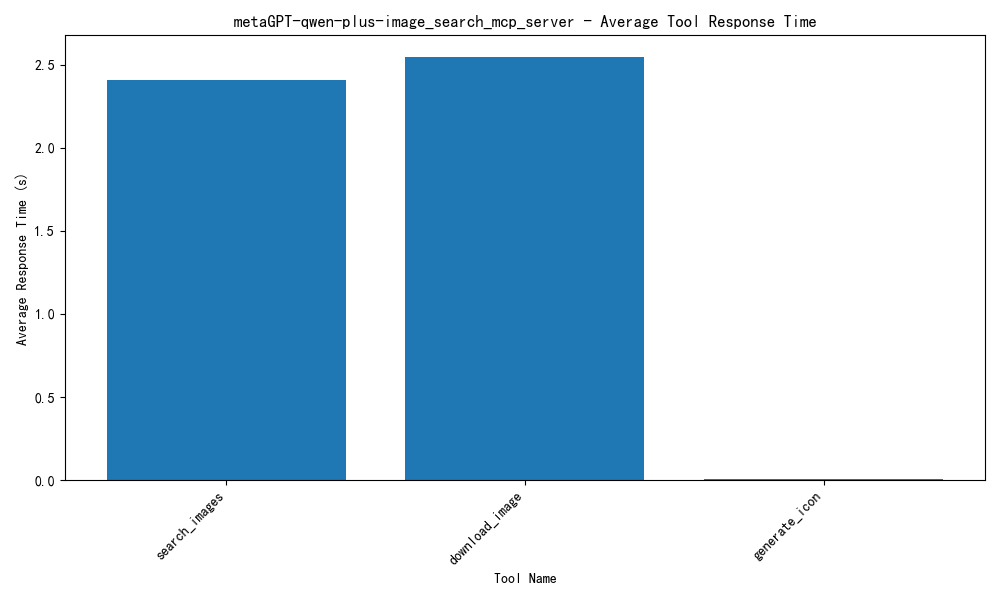 metaGPT-qwen-plus-image_search_mcp_server - Average Tool Response Time
Average Response Time (s)
2.5
2.0
1.5
1.0
0.5
0.0
search_images
download_image
generate_icon
Tool Name